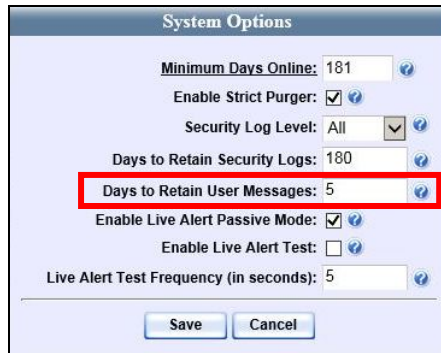 System Options
Minimum Days Online: 181
Enable Strict Purger:
Security Log Level: All
Days to Retain Security Logs: 180
Days to Retain User Messages: 5
Enable Live Alert Passive Mode:
Enable Live Alert Test:
Live Alert Test Frequency (in seconds): 5
Save Cancel